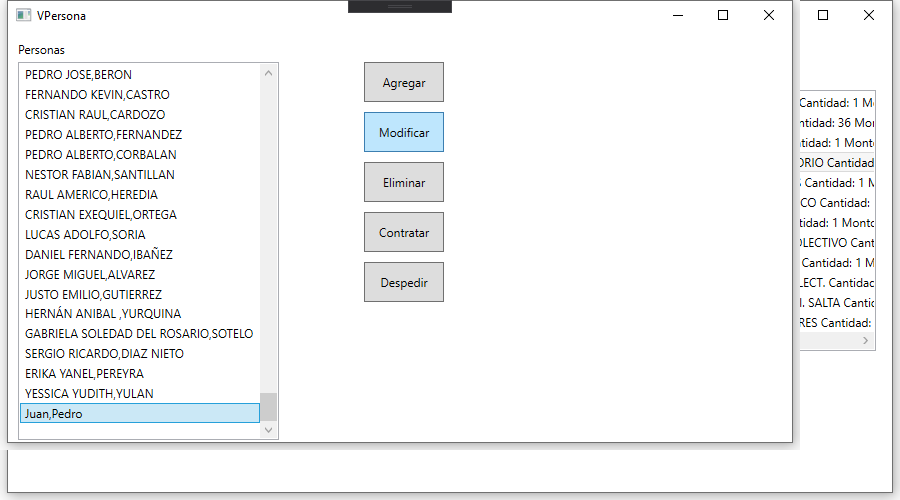 VPersona
Personas
PEDRO JOSE,BERON
FERNANDO KEVIN,CASTRO
CRISTIAN RAUL,CARDOZO
PEDRO ALBERTO,FERNANDEZ
PEDRO ALBERTO,CORBALAN
NESTOR FABIAN,SANTILLAN
RAUL AMERICO,HEREDIA
CRISTIAN EXEQUIEL,ORTEGA
LUCAS ADOLFO,SORIA
DANIEL FERNANDO,IBAÑEZ
JORGE MIGUEL,ALVAREZ
JUSTO EMILIO,GUTIERREZ
HERNÁN ANIBAL ,YURQUINA
GABRIELA SOLEDAD DEL ROSARIO,SOTELO
SERGIO RICARDO,DIAZ NIETO
ERIKA YANEL,PEREYRA
YESSICA YUDITH,YULAN
Juan,Pedro
Agregar
Modificar
Eliminar
Contratar
Despedir
Cantidad: 1 M
ntidad: 36 Mo
tidad: 1 Mont
ORIO Cantidad
Cantidad: 1 M
CO Cantidad:
tidad: 1 Mont
OLECTIVO Cant
Cantidad: 1 M
LECT. Cantidad
I. SALTA Cantid
RES Cantidad: